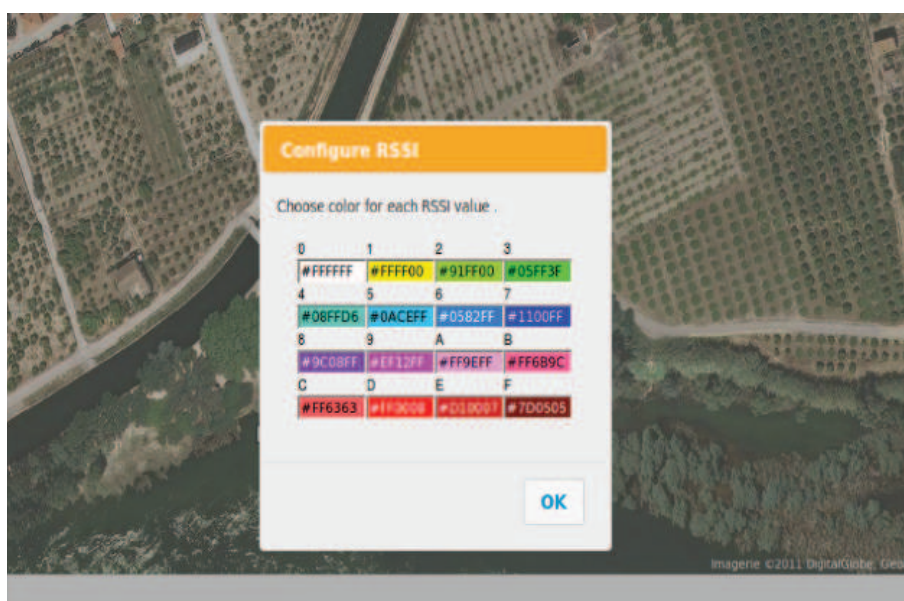 Configure RSSI
Choose color for each RSSI value .
0 1 2 3
#FFFFFF #FFFF00 #91FF00 #05FF3F
4 5 6 7
#08FFD6 #0ACEFF #0582FF #1100FF
8 9 A B
#9C08FF #EF12FF #FF9EFF #FF6B9C
C D E F
#FF6363 #D10007 #7D0505
OK
Imagerie ©2011 DigitalGlobe, Geo